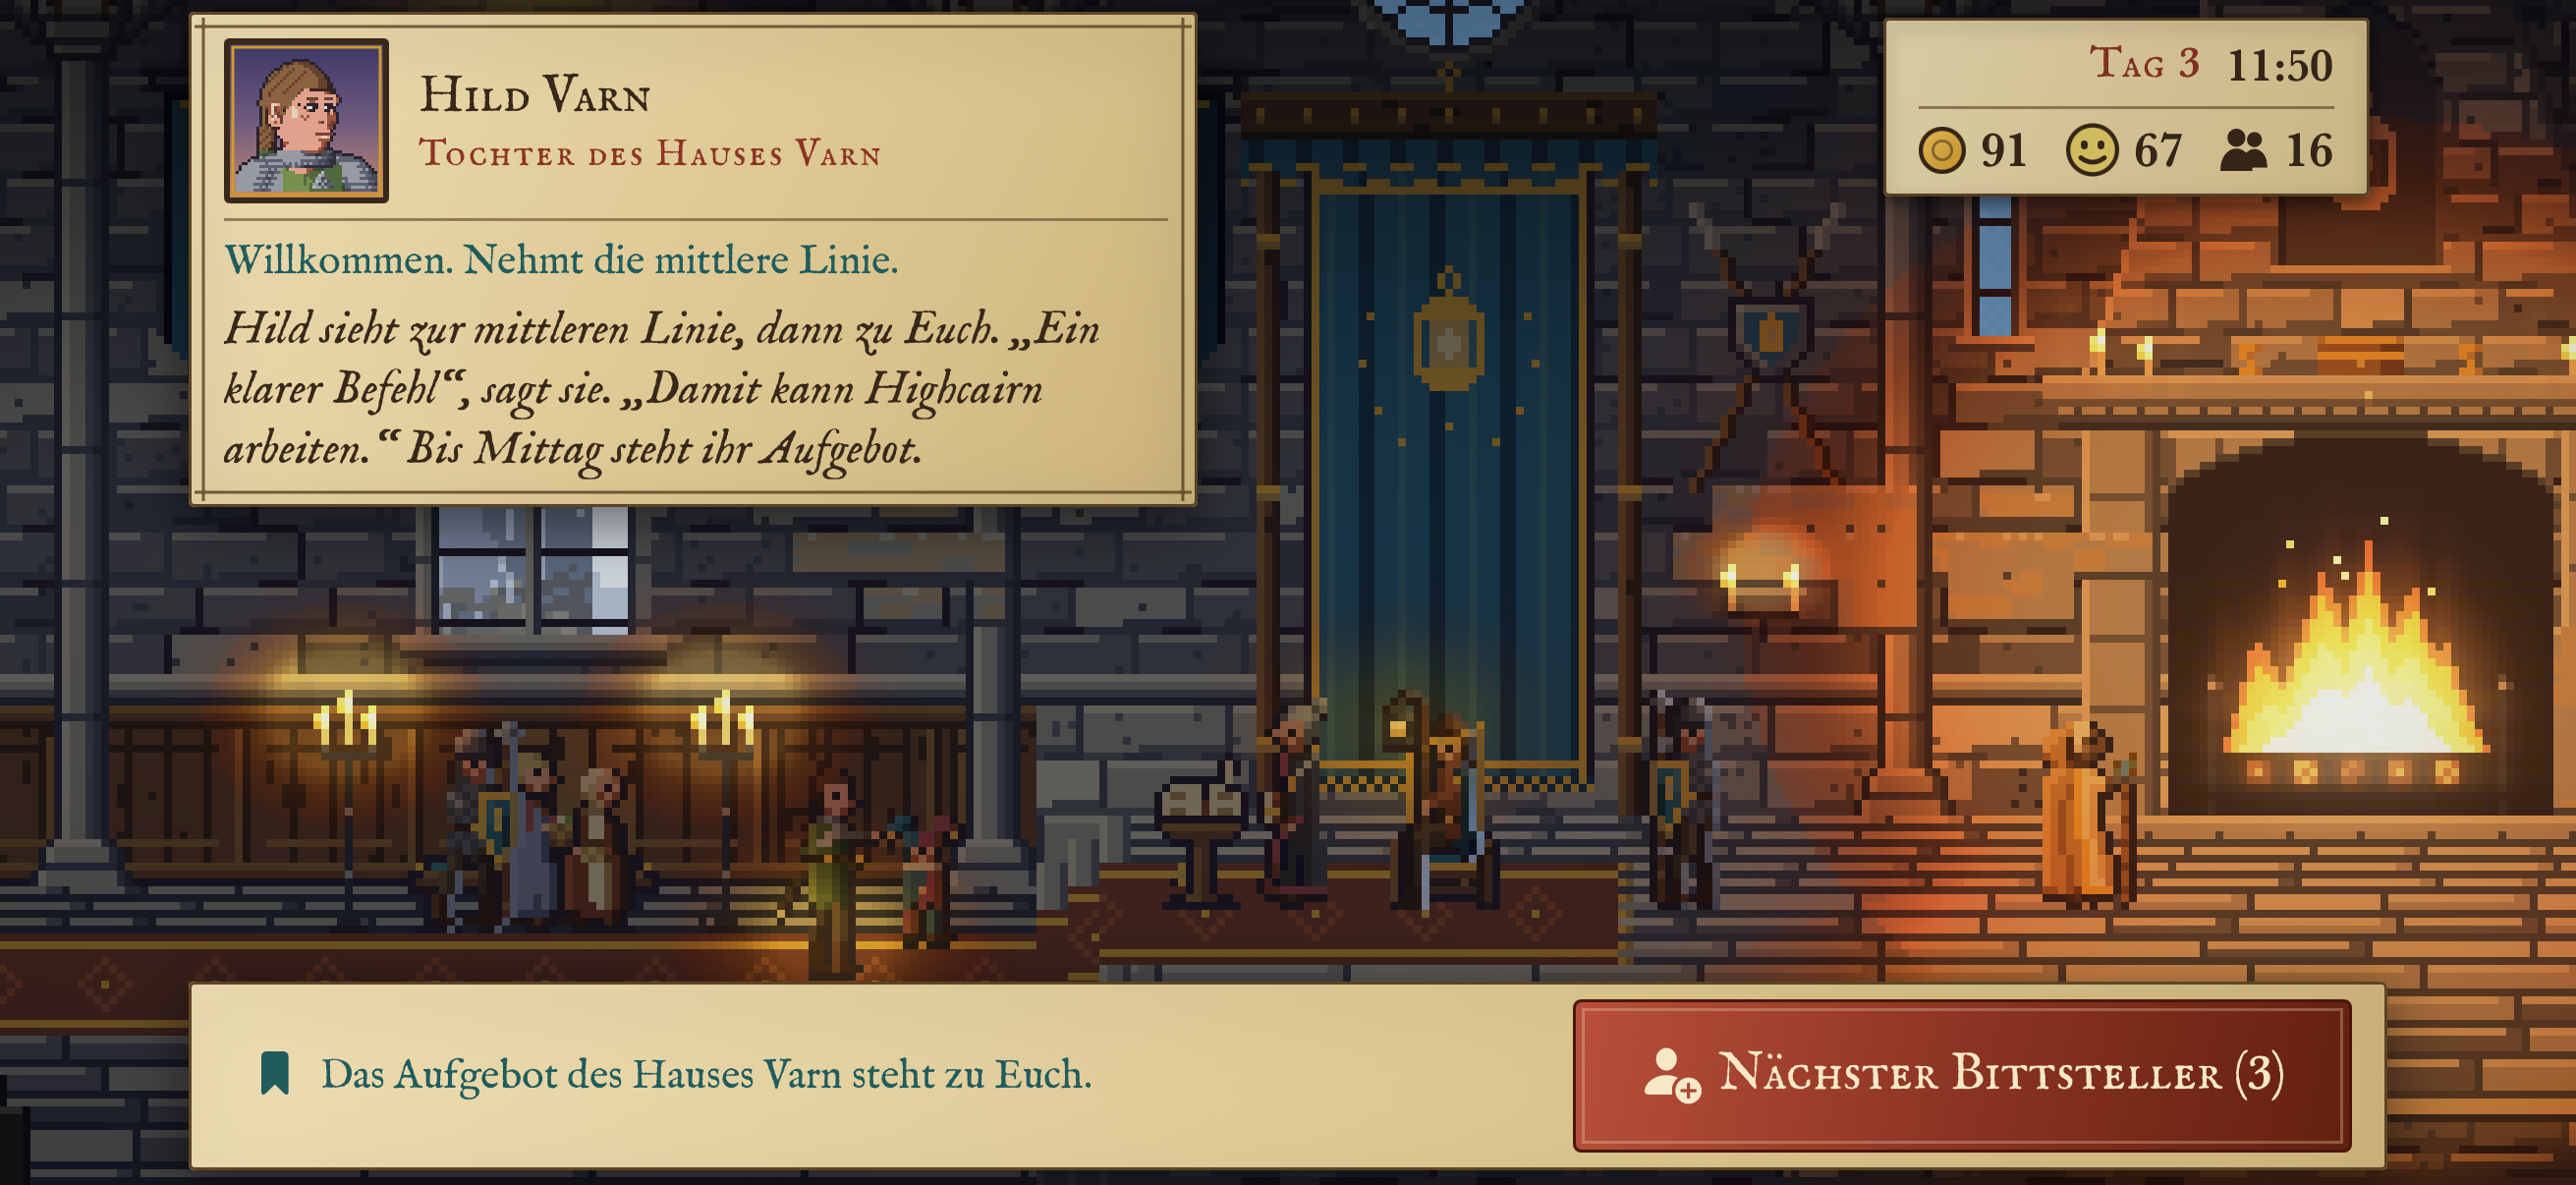 Hild Varn
Tochter des Hauses Varn
Willkommen. Nehmt die mittlere Linie.
Hild sieht zur mittleren Linie, dann zu Euch. „Ein
klarer Befehl“, sagt sie. „Damit kann Highcairn
arbeiten.“ Bis Mittag steht ihr Aufgebot.
Tag 3 11:50
91 67 16
Das Aufgebot des Hauses Varn steht zu Euch.
Nächster Bittsteller (3)